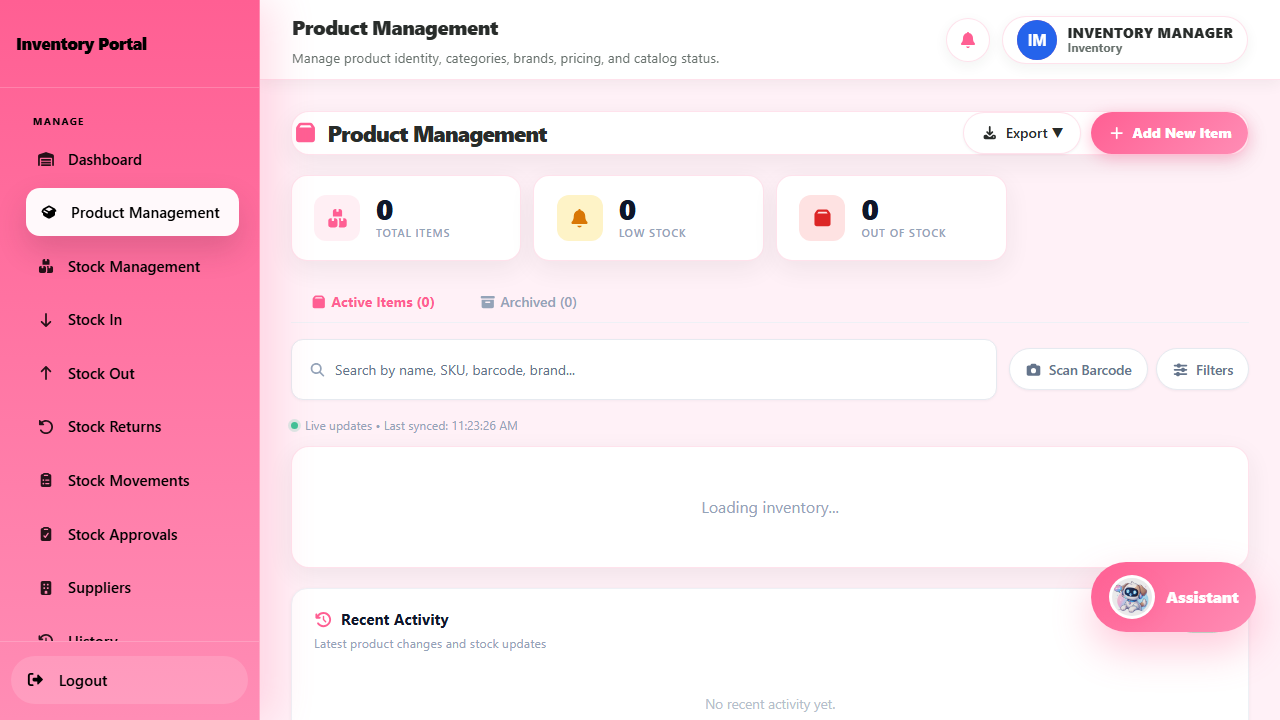 Inventory Portal
MANAGE
Dashboard
Product Management
Stock Management
Stock In
Stock Out
Stock Returns
Stock Movements
Stock Approvals
Suppliers
History
Logout
Product Management
Manage product identity, categories, brands, pricing, and catalog status.
IM
INVENTORY MANAGER
Inventory
Product Management
Export ▼
Add New Item
0
TOTAL ITEMS
0
LOW STOCK
0
OUT OF STOCK
Active Items (0)
Archived (0)
Search by name, SKU, barcode, brand...
Scan Barcode
Filters
Live updates • Last synced: 11:23:26 AM
Loading inventory...
Recent Activity
Latest product changes and stock updates
No recent activity yet.
Assistant